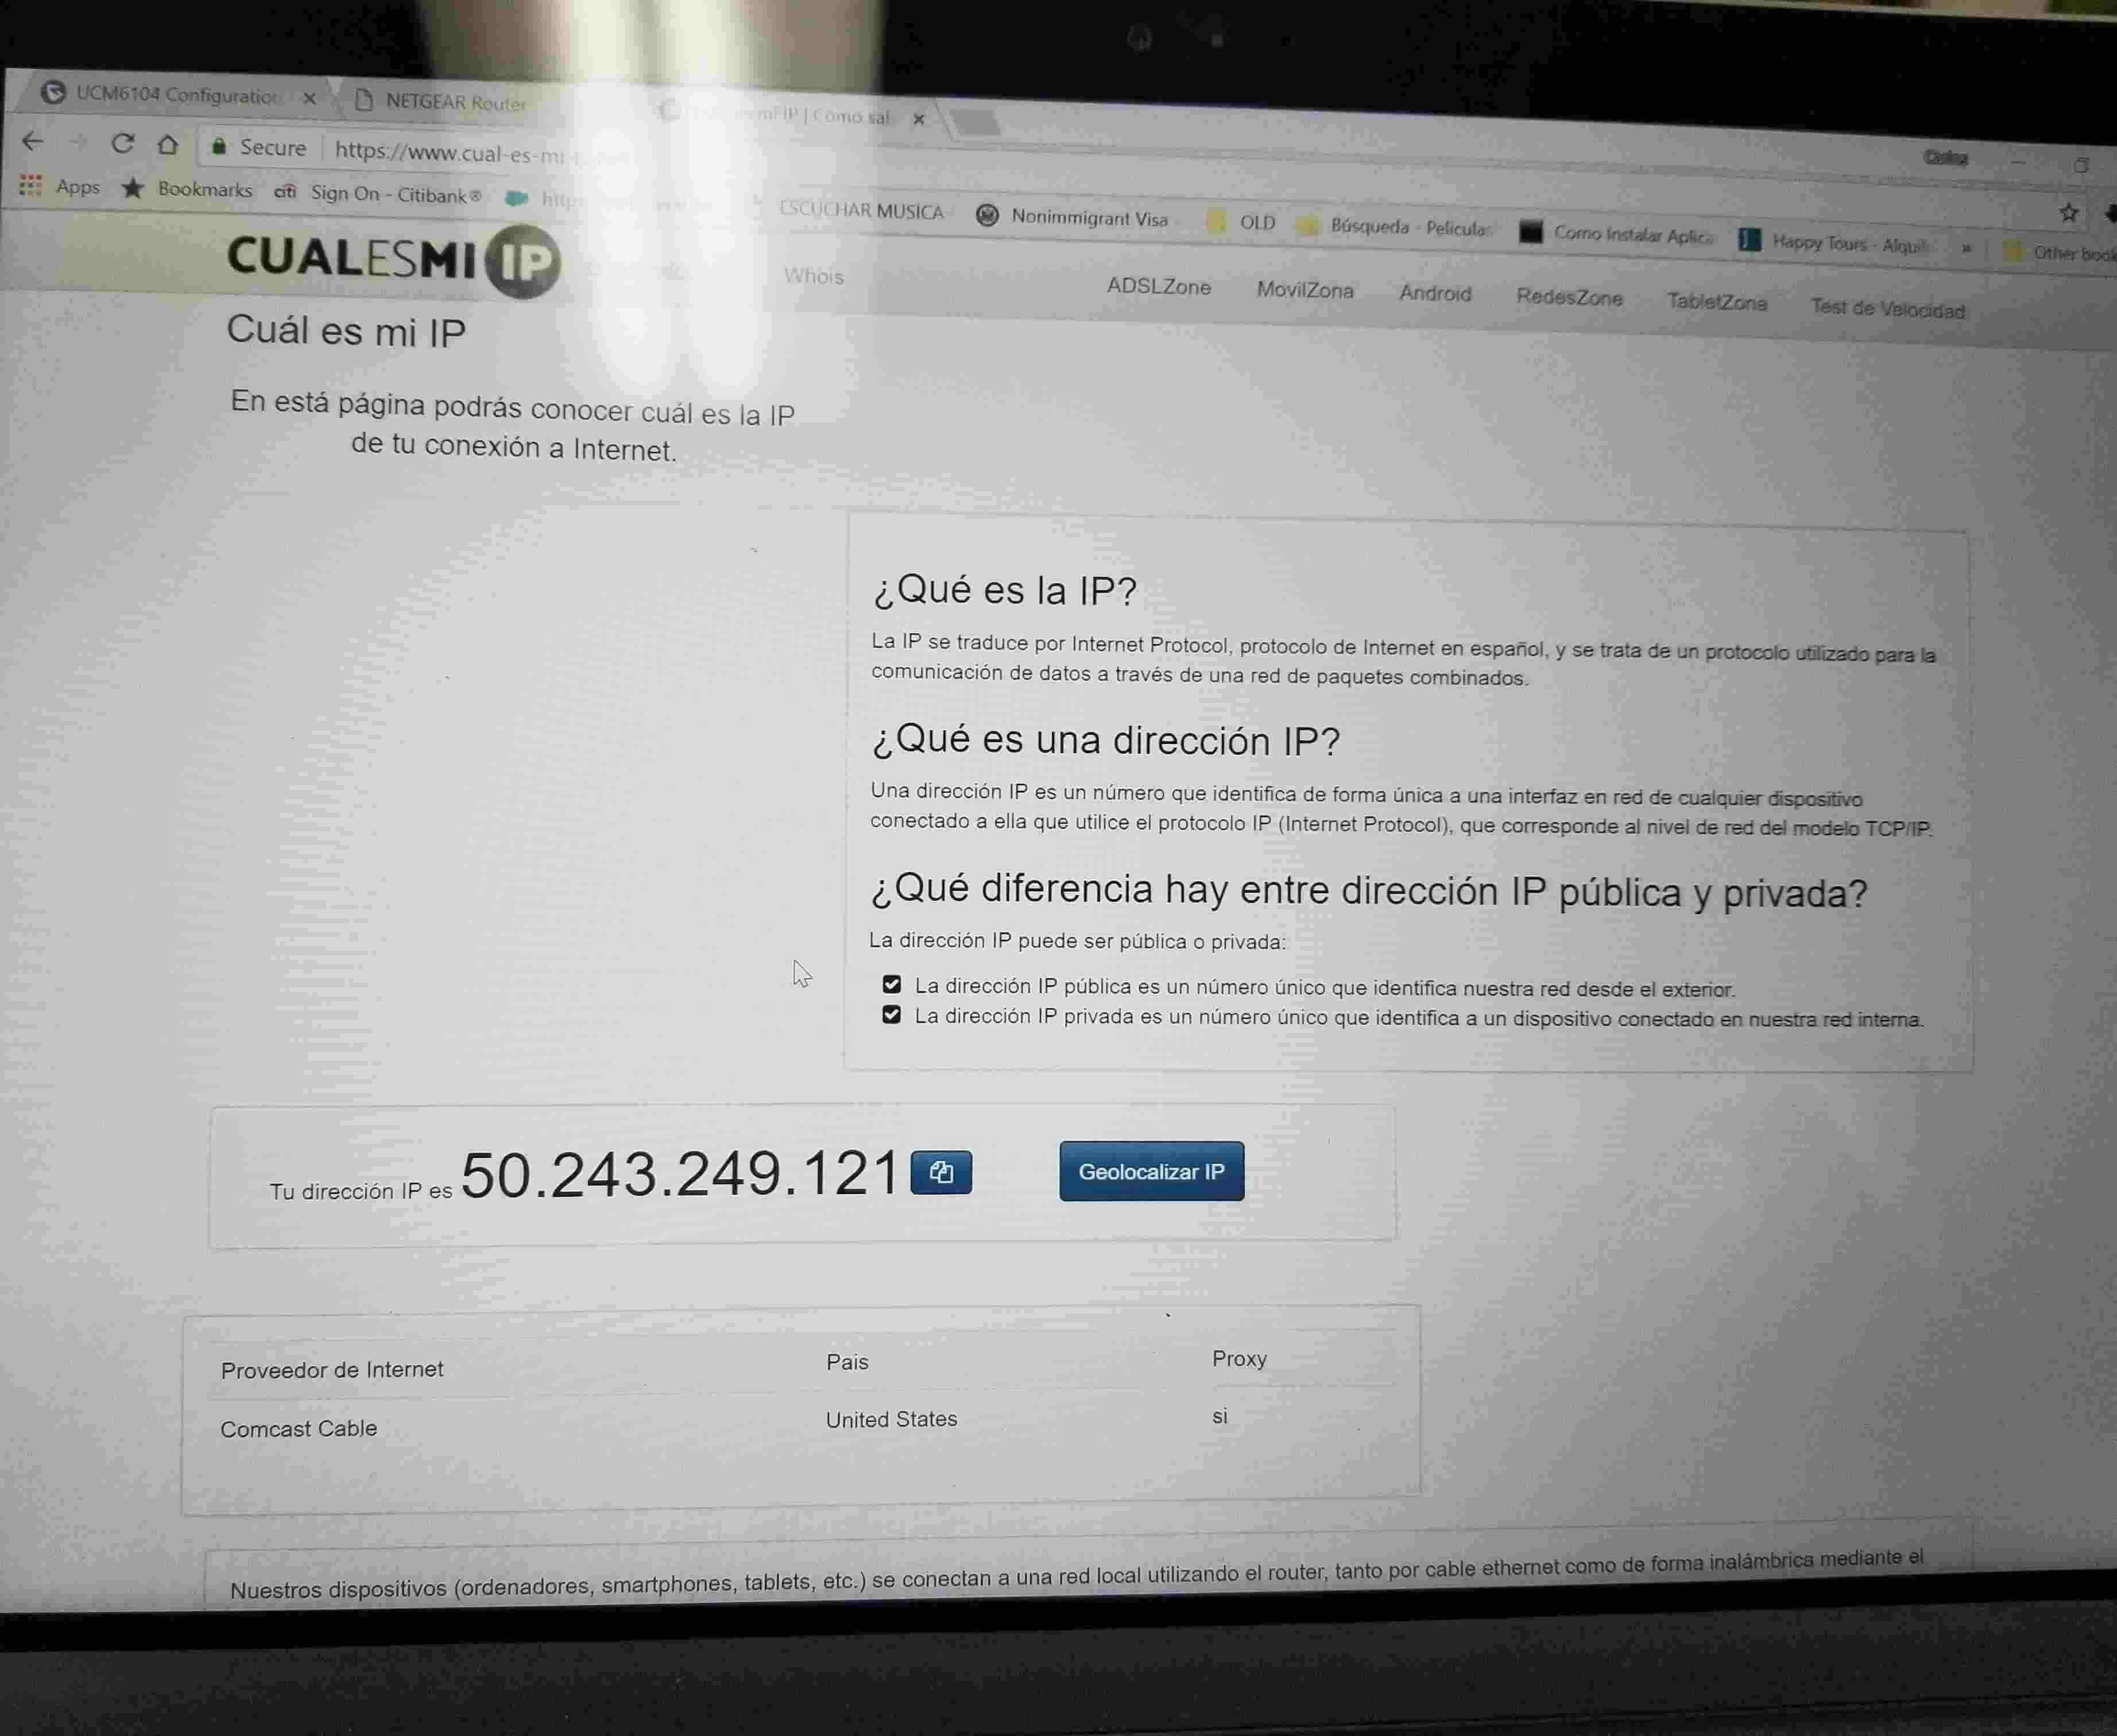 UCM6104 Configuration
NETGEAR Router
mi IP | Como sab
Secure
https://www.cual-es-mi
Apps
Bookmarks
citi
Sign On - Citibank®
http
ESCUCHAR MUSICA
Nonimmigrant Visa
OLD
Búsqueda - Peliculas
Como Instalar Aplica
Happy Tours - Alquil
»
Other book
CUALESMI IP
Whois
ADSLZone
MovilZona
Android
RedesZone
TabletZona
Test de Velocidad
Cuál es mi IP
En está página podrás conocer cuál es la IP
de tu conexión a Internet.
¿Qué es la IP?
La IP se traduce por Internet Protocol, protocolo de Internet en español, y se trata de un protocolo utilizado para la
comunicación de datos a través de una red de paquetes combinados.
¿Qué es una dirección IP?
Una dirección IP es un número que identifica de forma única a una interfaz en red de cualquier dispositivo
conectado a ella que utilice el protocolo IP (Internet Protocol), que corresponde al nivel de red del modelo TCP/IP.
¿Qué diferencia hay entre dirección IP pública y privada?
La dirección IP puede ser pública o privada:
La dirección IP pública es un número único que identifica nuestra red desde el exterior.
La dirección IP privada es un número único que identifica a un dispositivo conectado en nuestra red interna.
Tu dirección IP es 50.243.249.121
Geolocalizar IP
Proveedor de Internet
Pais
Proxy
Comcast Cable
United States
si
Nuestros dispositivos (ordenadores, smartphones, tablets, etc.) se conectan a una red local utilizando el router, tanto por cable ethernet como de forma inalámbrica mediante el